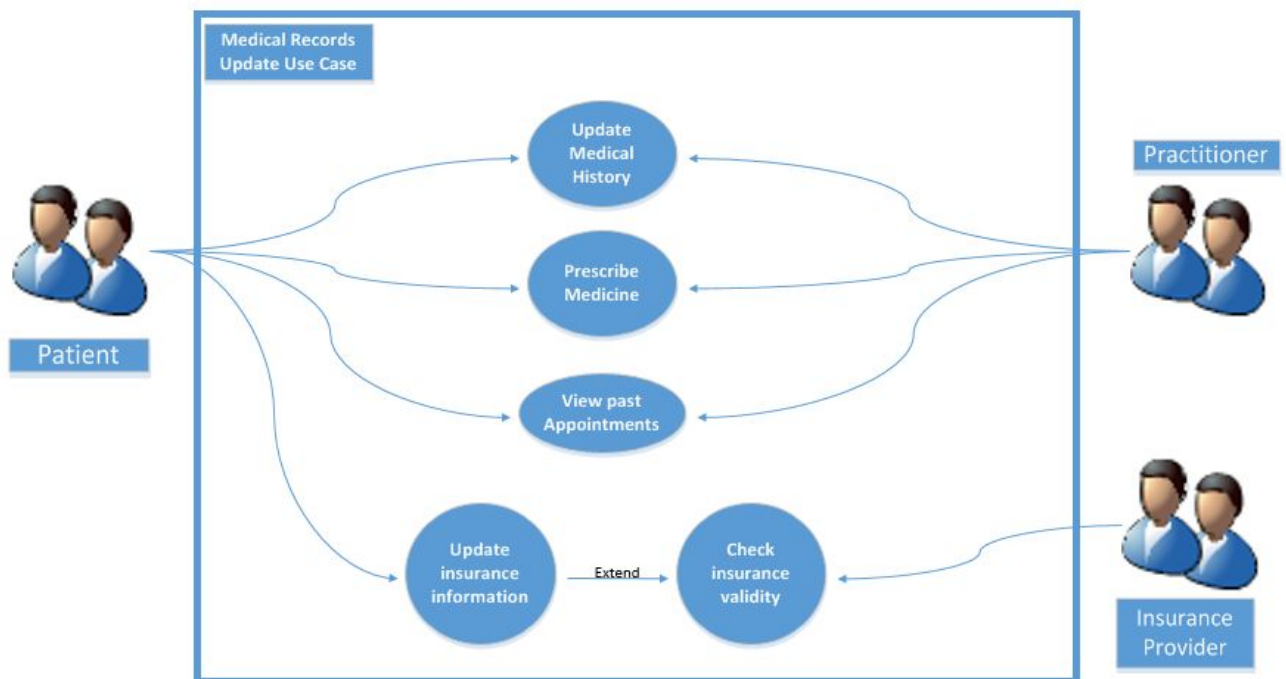 Medical Records
Update Use Case
Update
Medical
History
Practitioner
Prescribe
Medicine
Patient
View past
Appointments
Update
insurance
information
Extend
Check
insurance
validity
Insurance
Provider